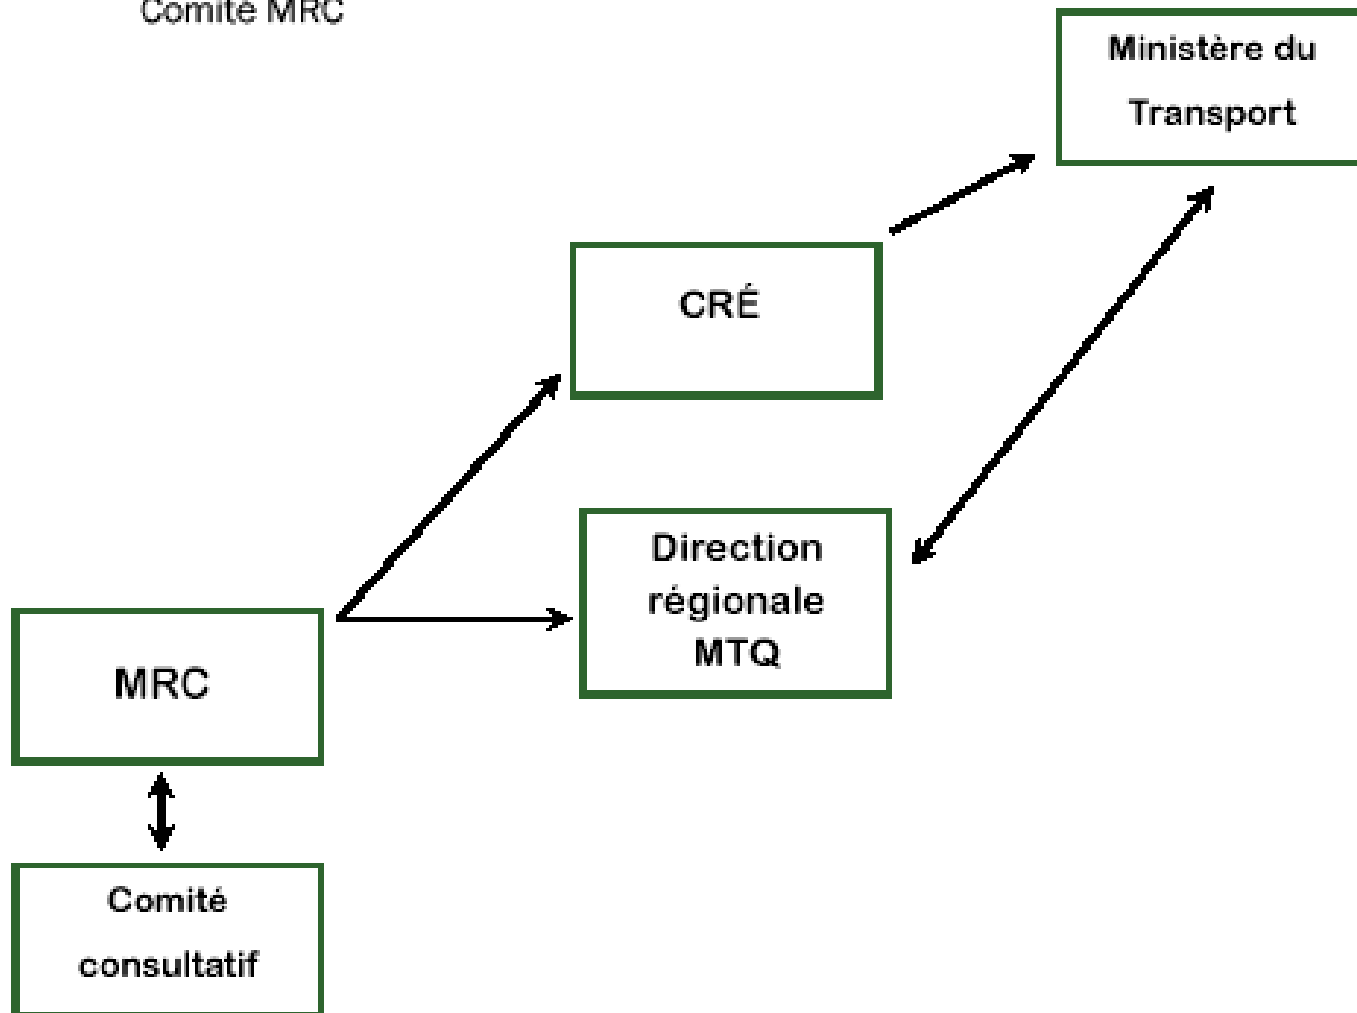 Comité MRC
Ministère du
Transport
CRÉ
Direction
régionale
MTQ
MRC
Comité
consultatif